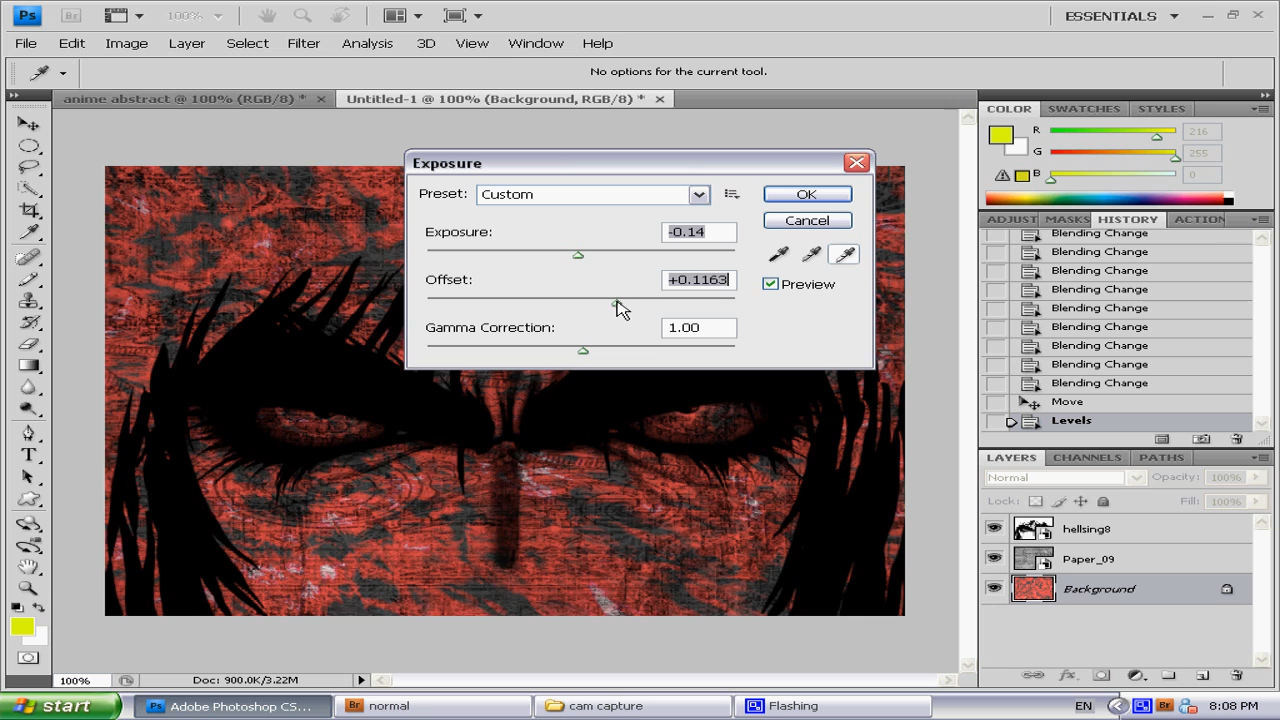 Ps
Br
100%
ESSENTIALS
File Edit Image Layer Select Filter Analysis 3D View Window Help
No options for the current tool.
anime abstract @ 100% (RGB/8) *
Untitled-1 @ 100% (Background, RGB/8) *
COLOR SWATCHES STYLES
R 216
G 255
B 0
Exposure
Preset: Custom
OK
Cancel
Exposure: -0.14
Offset: +0.1163
Preview
Gamma Correction: 1.00
ADJUST MASKS HISTORY ACTION
Blending Change
Blending Change
Blending Change
Blending Change
Blending Change
Blending Change
Blending Change
Blending Change
Blending Change
Move
Levels
LAYERS CHANNELS PATHS
Normal Opacity: 100%
Lock: Fill: 100%
hellsing8
Paper_09
Background
100% Doc: 900.0K/3.22M
start
Ps Adobe Photoshop CS...
Br normal
cam capture
Flashing
EN
Br
8:08 PM